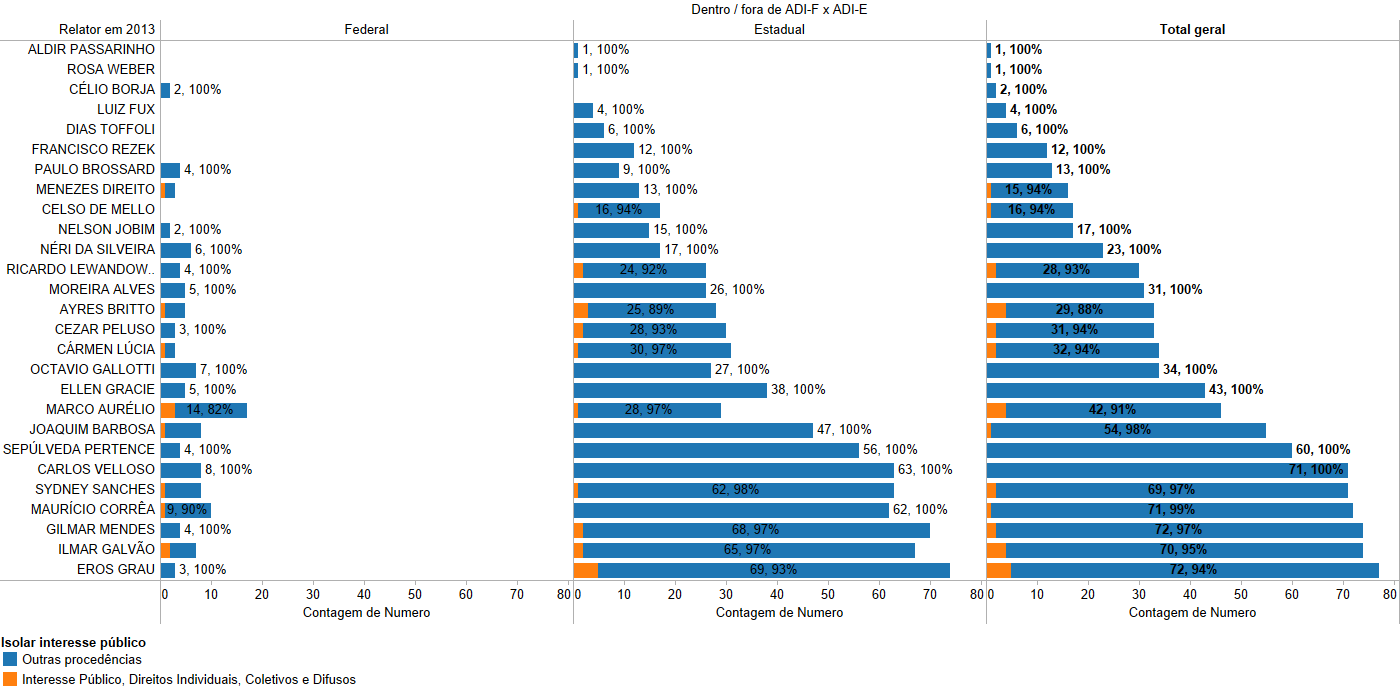 Dentro / fora de ADI-F x ADI-E
Relator em 2013 Federal Estadual Total geral
ALDIR PASSARINHO 1, 100% 1, 100%
ROSA WEBER 1, 100% 1, 100%
CÉLIO BORJA 2, 100% 2, 100%
LUIZ FUX 4, 100% 4, 100%
DIAS TOFFOLI 6, 100% 6, 100%
FRANCISCO REZEK 12, 100% 12, 100%
PAULO BROSSARD 4, 100% 9, 100% 13, 100%
MENEZES DIREITO 13, 100% 15, 94%
CELSO DE MELLO 16, 94% 16, 94%
NELSON JOBIM 2, 100% 15, 100% 17, 100%
NÉRI DA SILVEIRA 6, 100% 17, 100% 23, 100%
RICARDO LEWANDOW.. 4, 100% 24, 92% 28, 93%
MOREIRA ALVES 5, 100% 26, 100% 31, 100%
AYRES BRITTO 25, 89% 29, 88%
CEZAR PELUSO 3, 100% 28, 93% 31, 94%
CÁRMEN LÚCIA 30, 97% 32, 94%
OCTAVIO GALLOTTI 7, 100% 27, 100% 34, 100%
ELLEN GRACIE 5, 100% 38, 100% 43, 100%
MARCO AURÉLIO 14, 82% 28, 97% 42, 91%
JOAQUIM BARBOSA 47, 100% 54, 98%
SEPÚLVEDA PERTENCE 4, 100% 56, 100% 60, 100%
CARLOS VELLOSO 8, 100% 63, 100% 71, 100%
SYDNEY SANCHES 62, 98% 69, 97%
MAURÍCIO CORRÊA 9, 90% 62, 100% 71, 99%
GILMAR MENDES 4, 100% 68, 97% 72, 97%
ILMAR GALVÃO 65, 97% 70, 95%
EROS GRAU 3, 100% 69, 93% 72, 94%
0 10 20 30 40 50 60 70 80 0 10 20 30 40 50 60 70 80 0 10 20 30 40 50 60 70 80
Contagem de Numero Contagem de Numero Contagem de Numero
Isolar interesse público
Outras procedências
Interesse Público, Direitos Individuais, Coletivos e Difusos